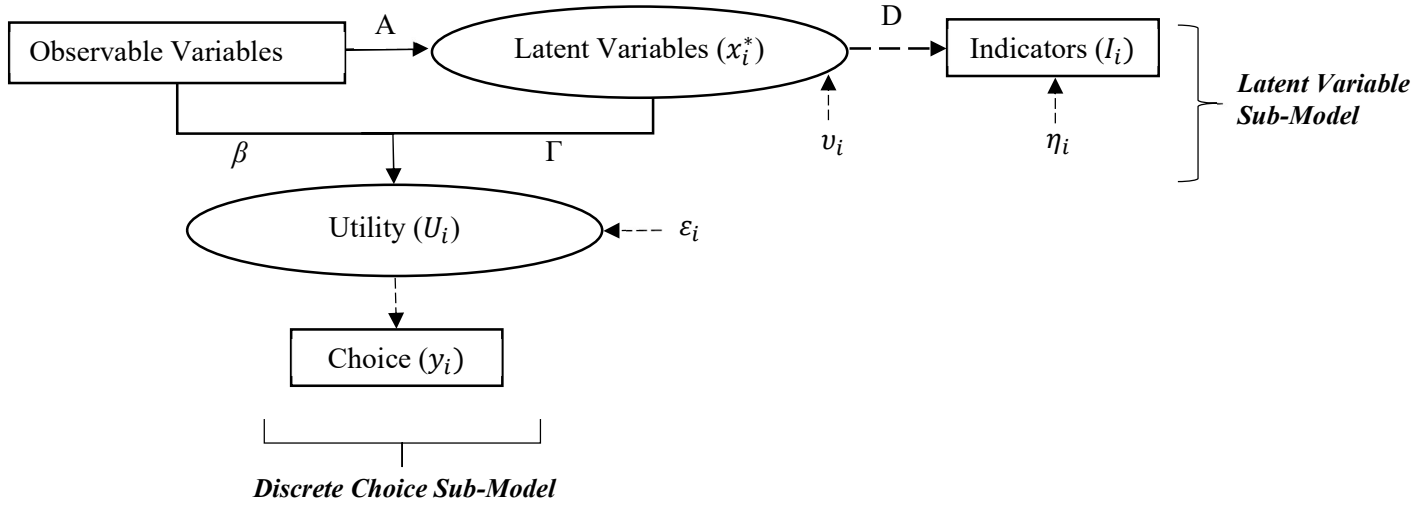 A
D
Observable Variables
Latent Variables (x_i^*)
Indicators (I_i)
Latent Variable
Sub-Model
β
Γ
υ_i
η_i
Utility (U_i)
ε_i
Choice (y_i)
Discrete Choice Sub-Model